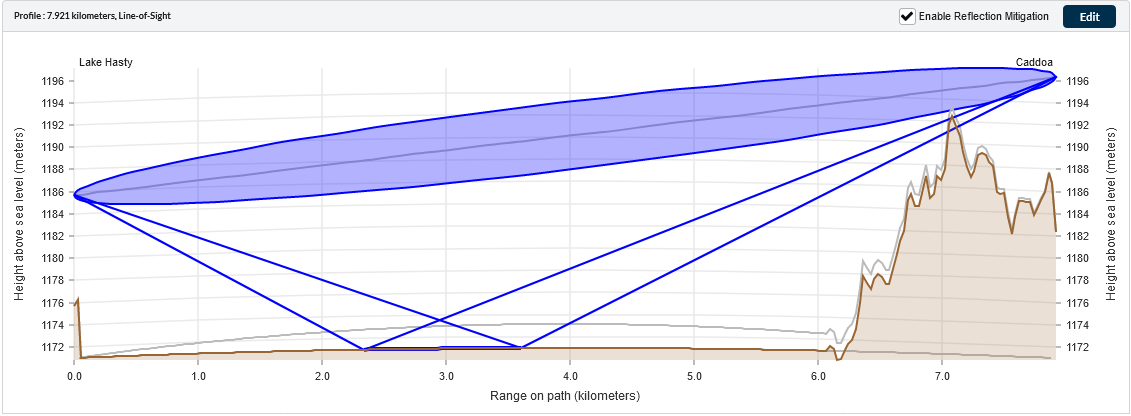 Profile : 7.921 kilometers, Line-of-Sight
Enable Reflection Mitigation
Edit
Lake Hasty
Caddoa
1196
1194
1192
1190
1188
1186
1184
1182
1180
1178
1176
1174
1172
1196
1194
1192
1190
1188
1186
1184
1182
1180
1178
1176
1174
1172
Height above sea level (meters)
Height above sea level (meters)
0.0 1.0 2.0 3.0 4.0 5.0 6.0 7.0
Range on path (kilometers)